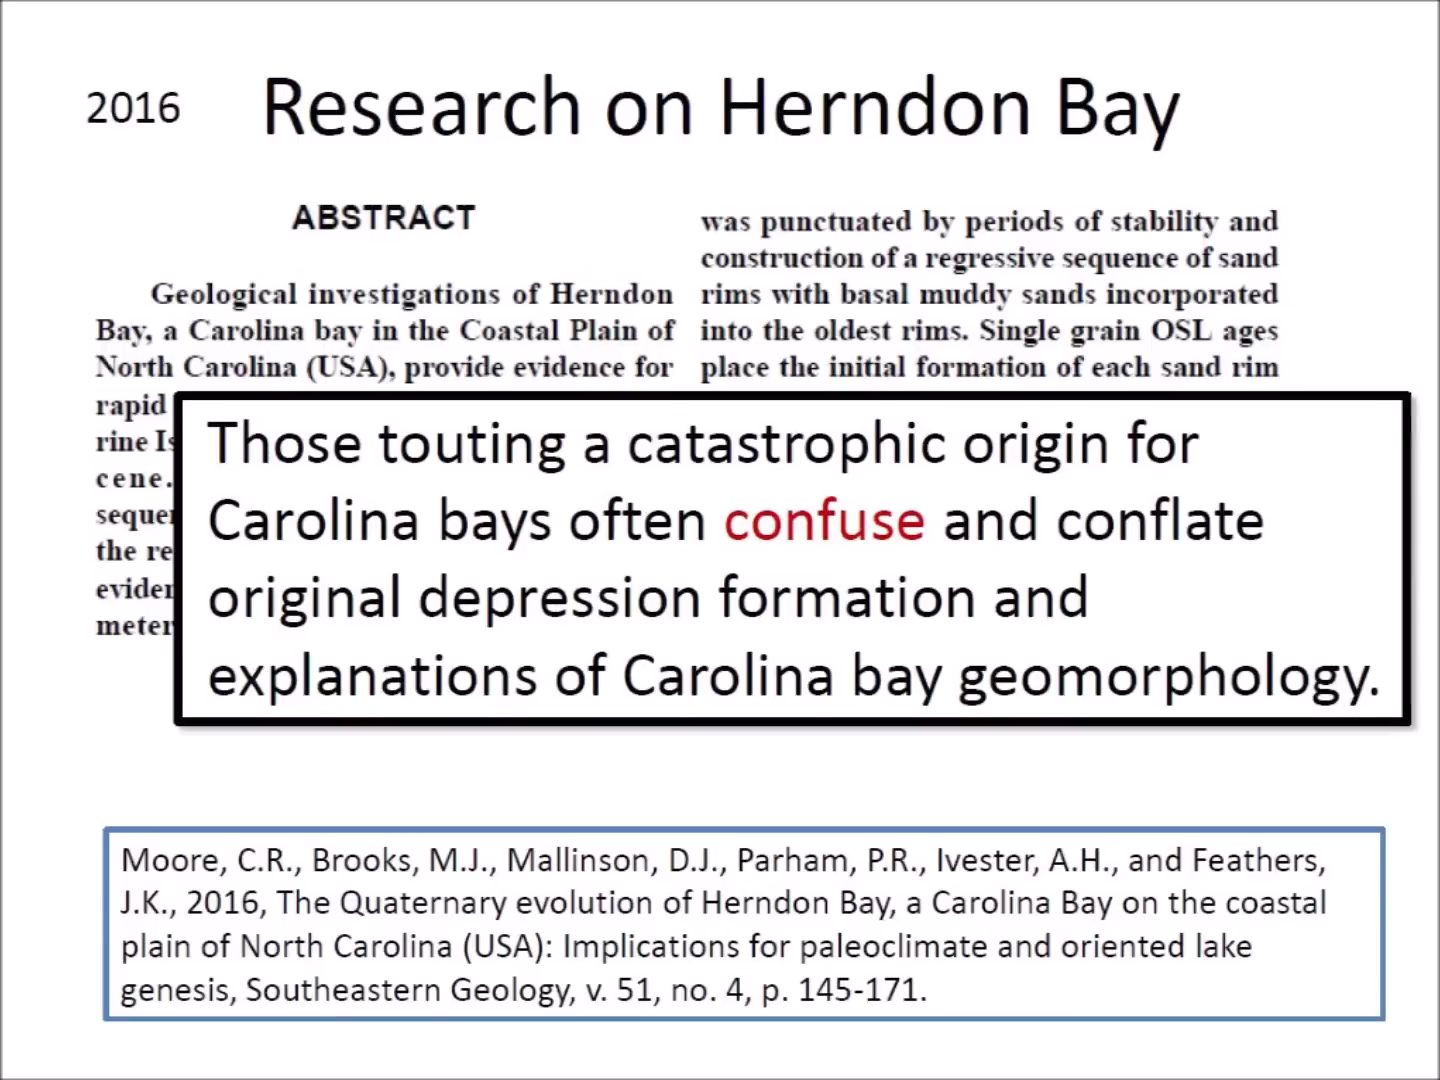 2016
Research on Herndon Bay
ABSTRACT
Geological investigations of Herndon
Bay, a Carolina bay in the Coastal Plain of
North Carolina (USA), provide evidence for
rapid
rine
cene.
the
was punctuated by periods of stability and
construction of a regressive sequence of sand
rims with basal muddy sands incorporated
into the oldest rims. Single grain OSL ages
place the initial formation of each sand rim
Those touting a catastrophic origin for
Carolina bays often confuse and conflate
original depression formation and
explanations of Carolina bay geomorphology.
Moore, C.R., Brooks, M.J., Mallinson, D.J., Parham, P.R., Ivester, A.H., and Feathers,
J.K., 2016, The Quaternary evolution of Herndon Bay, a Carolina Bay on the coastal
plain of North Carolina (USA): Implications for paleoclimate and oriented lake
genesis, Southeastern Geology, v. 51, no. 4, p. 145-171.